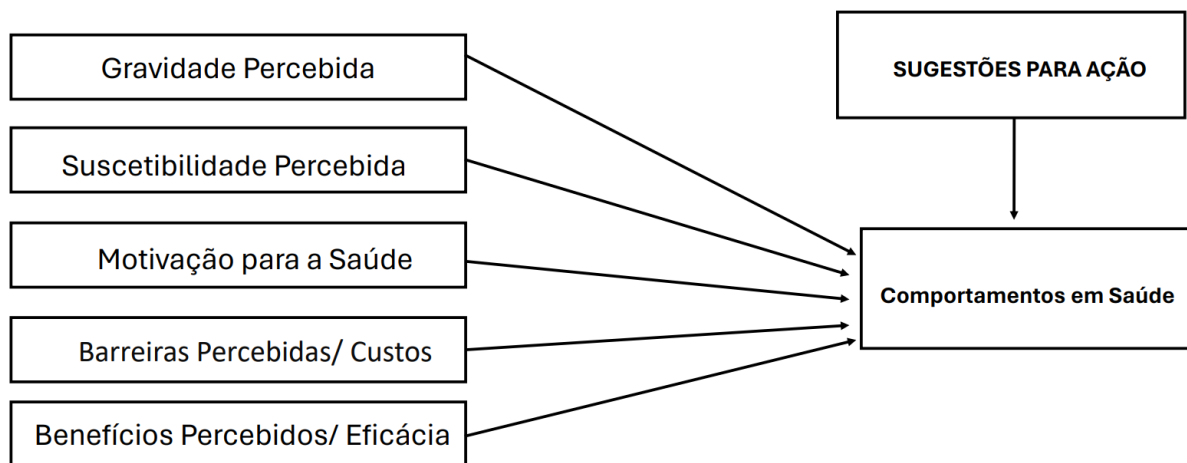 Gravidade Percebida
SUGESTÕES PARA AÇÃO
Suscetibilidade Percebida
Motivação para a Saúde
Comportamentos em Saúde
Barreiras Percebidas/ Custos
Benefícios Percebidos/ Eficácia